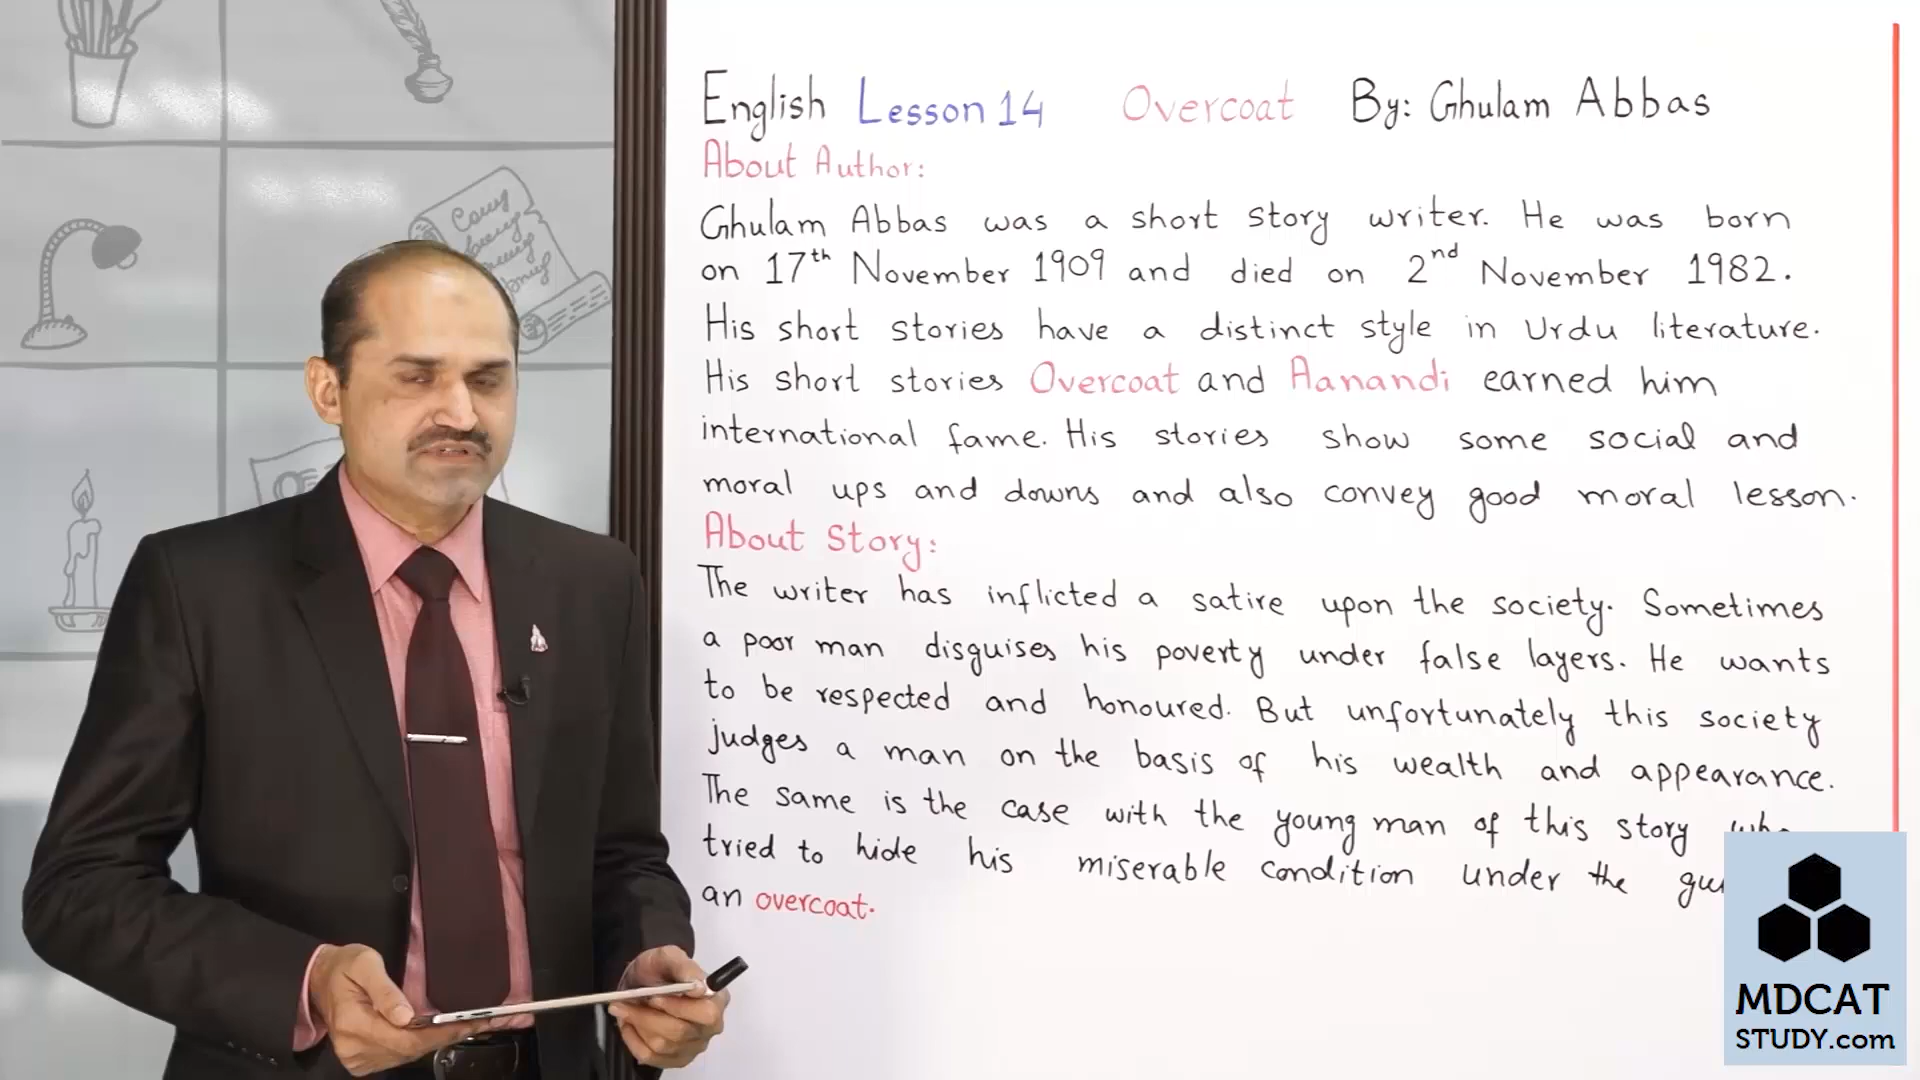 English Lesson 14 Overcoat By: Ghulam Abbas
About Author:
Ghulam Abbas was a short story writer. He was born
on 17th November 1909 and died on 2nd November 1982.
His short stories have a distinct style in Urdu literature.
His short stories Overcoat and Aanandi earned him
international fame. His stories show some social and
moral ups and downs and also convey good moral lesson.
About Story:
The writer has inflicted a satire upon the society. Sometimes
a poor man disguises his poverty under false layers. He wants
to be respected and honoured. But unfortunately this society
judges a man on the basis of his wealth and appearance.
The same is the case with the young man of this story
tried to hide his miserable condition under the
an overcoat.
MDCAT
STUDY.com